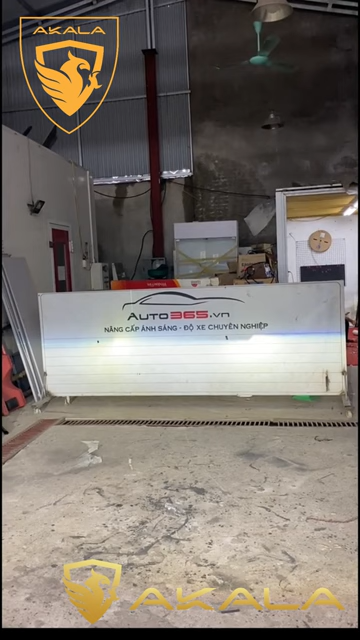 AKALA
AUTO365.vn
NÂNG CẤP ÁNH SÁNG - ĐỘ XE CHUYÊN NGHIỆP
AKALA